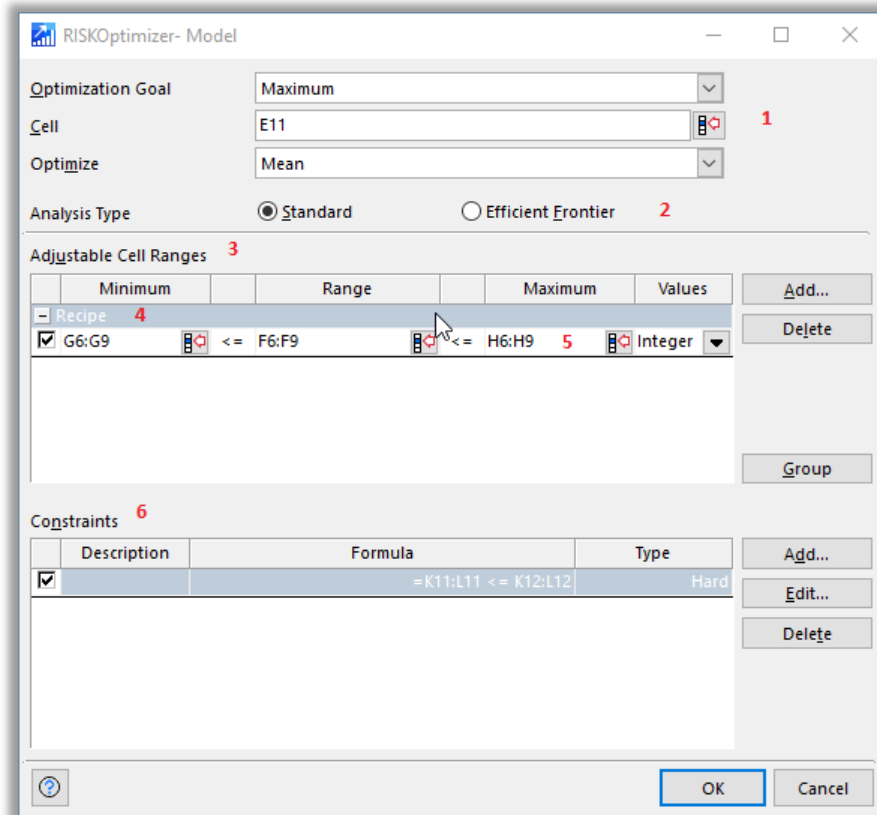 RISKOptimizer- Model
Optimization Goal Maximum
Cell E11 1
Optimize Mean
Analysis Type Standard Efficient Frontier 2
Adjustable Cell Ranges 3
Minimum Range Maximum Values Add...
Recipe 4
G6:G9 <= F6:F9 <= H6:H9 5 Integer Delete
Group
Constraints 6
Description Formula Type Add...
=K11:L11 <= K12:L12 Hard
Edit...
Delete
OK Cancel